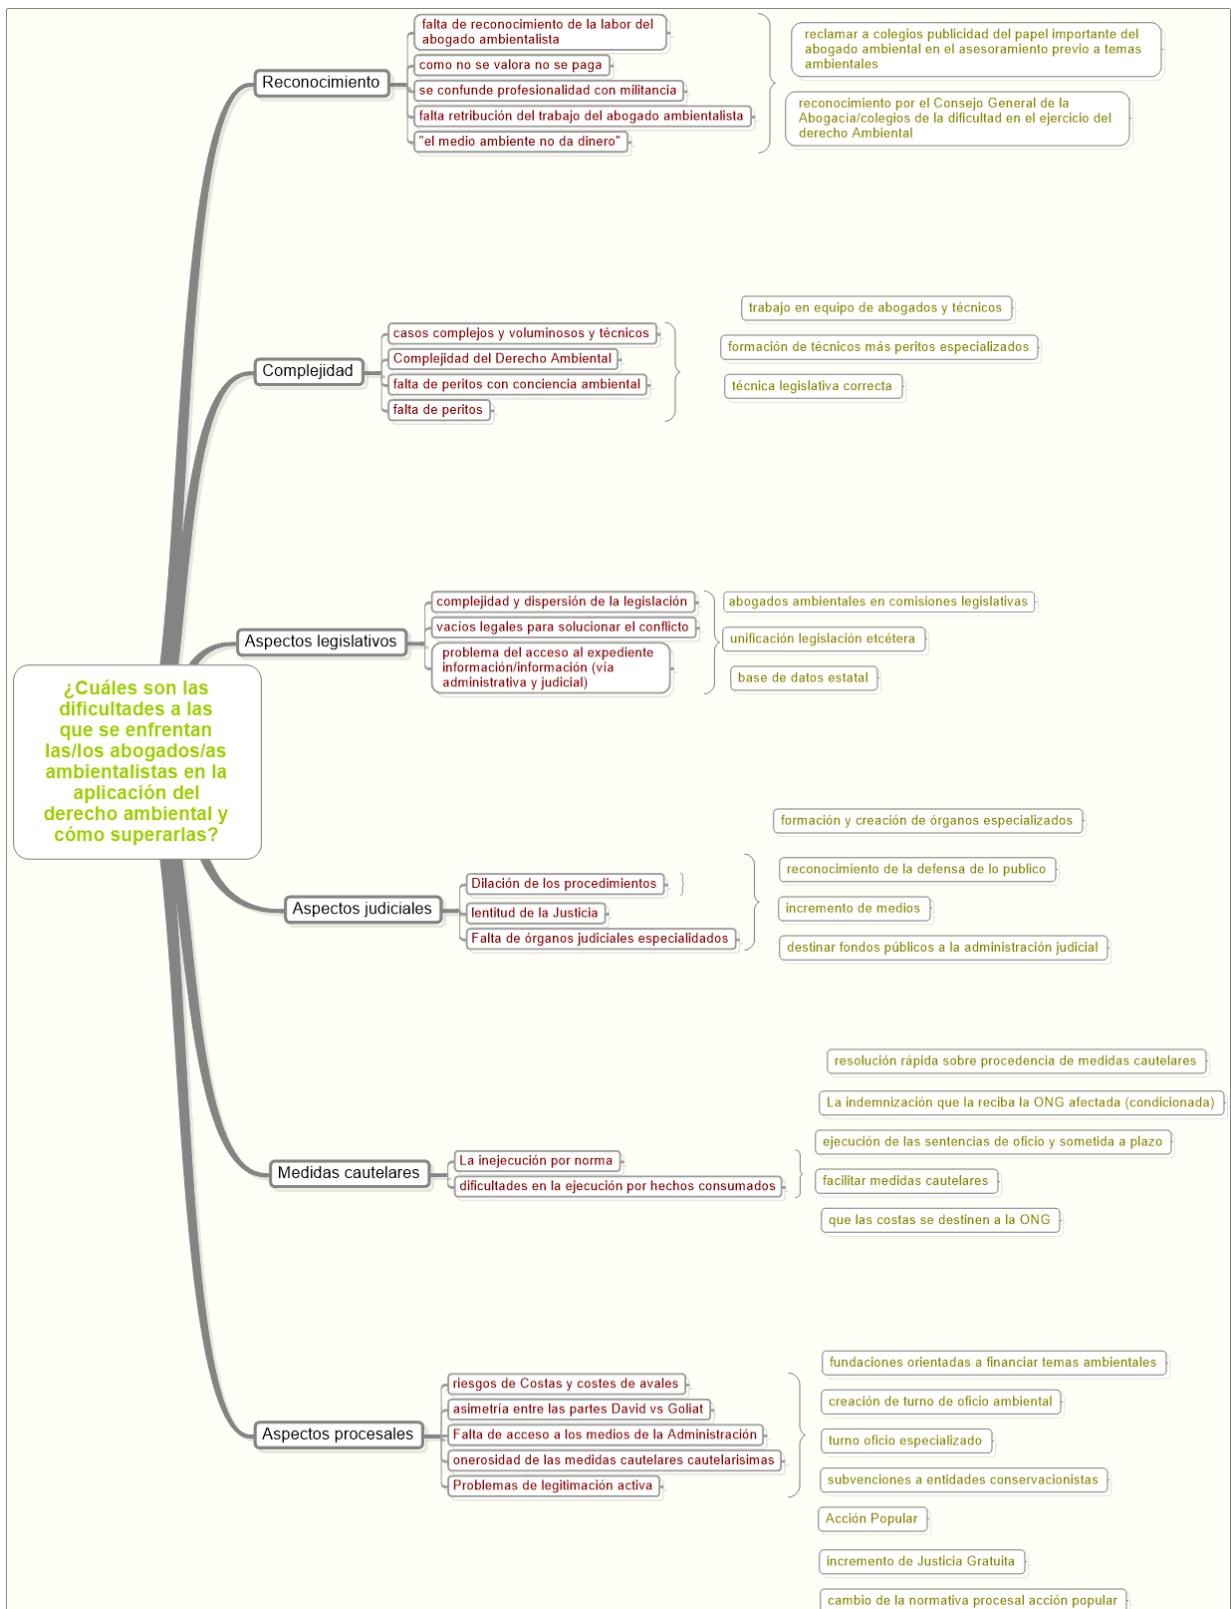 ¿Cuáles son las
dificultades a las
que se enfrentan
las/los abogados/as
ambientalistas en la
aplicación del
derecho ambiental y
cómo superarlas?
Reconocimiento
falta de reconocimiento de la labor del
abogado ambientalista
como no se valora no se paga
se confunde profesionalidad con militancia
falta retribución del trabajo del abogado ambientalista
"el medio ambiente no da dinero"
reclamar a colegios publicidad del papel importante del
abogado ambiental en el asesoramiento previo a temas
ambientales
reconocimiento por el Consejo General de la
Abogacía/colegios de la dificultad en el ejercicio del
derecho Ambiental
Complejidad
casos complejos y voluminosos y técnicos
Complejidad del Derecho Ambiental
falta de peritos con conciencia ambiental
falta de peritos
trabajo en equipo de abogados y técnicos
formación de técnicos más peritos especializados
técnica legislativa correcta
Aspectos legislativos
complejidad y dispersión de la legislación
vacíos legales para solucionar el conflicto
problema del acceso al expediente
información/información (vía
administrativa y judicial)
abogados ambientales en comisiones legislativas
unificación legislación etcétera
base de datos estatal
Aspectos judiciales
Dilación de los procedimientos
lentitud de la Justicia
Falta de órganos judiciales especialidados
formación y creación de órganos especializados
reconocimiento de la defensa de lo publico
incremento de medios
destinar fondos públicos a la administración judicial
Medidas cautelares
La inejecución por norma
dificultades en la ejecución por hechos consumados
resolución rápida sobre procedencia de medidas cautelares
La indemnización que la reciba la ONG afectada (condicionada)
ejecución de las sentencias de oficio y sometida a plazo
facilitar medidas cautelares
que las costas se destinen a la ONG
Aspectos procesales
riesgos de Costas y costes de avales
asimetría entre las partes David vs Goliat
Falta de acceso a los medios de la Administración
onerosidad de las medidas cautelares cautelarisimas
Problemas de legitimación activa
fundaciones orientadas a financiar temas ambientales
creación de turno de oficio ambiental
turno oficio especializado
subvenciones a entidades conservacionistas
Acción Popular
incremento de Justicia Gratuita
cambio de la normativa procesal acción popular